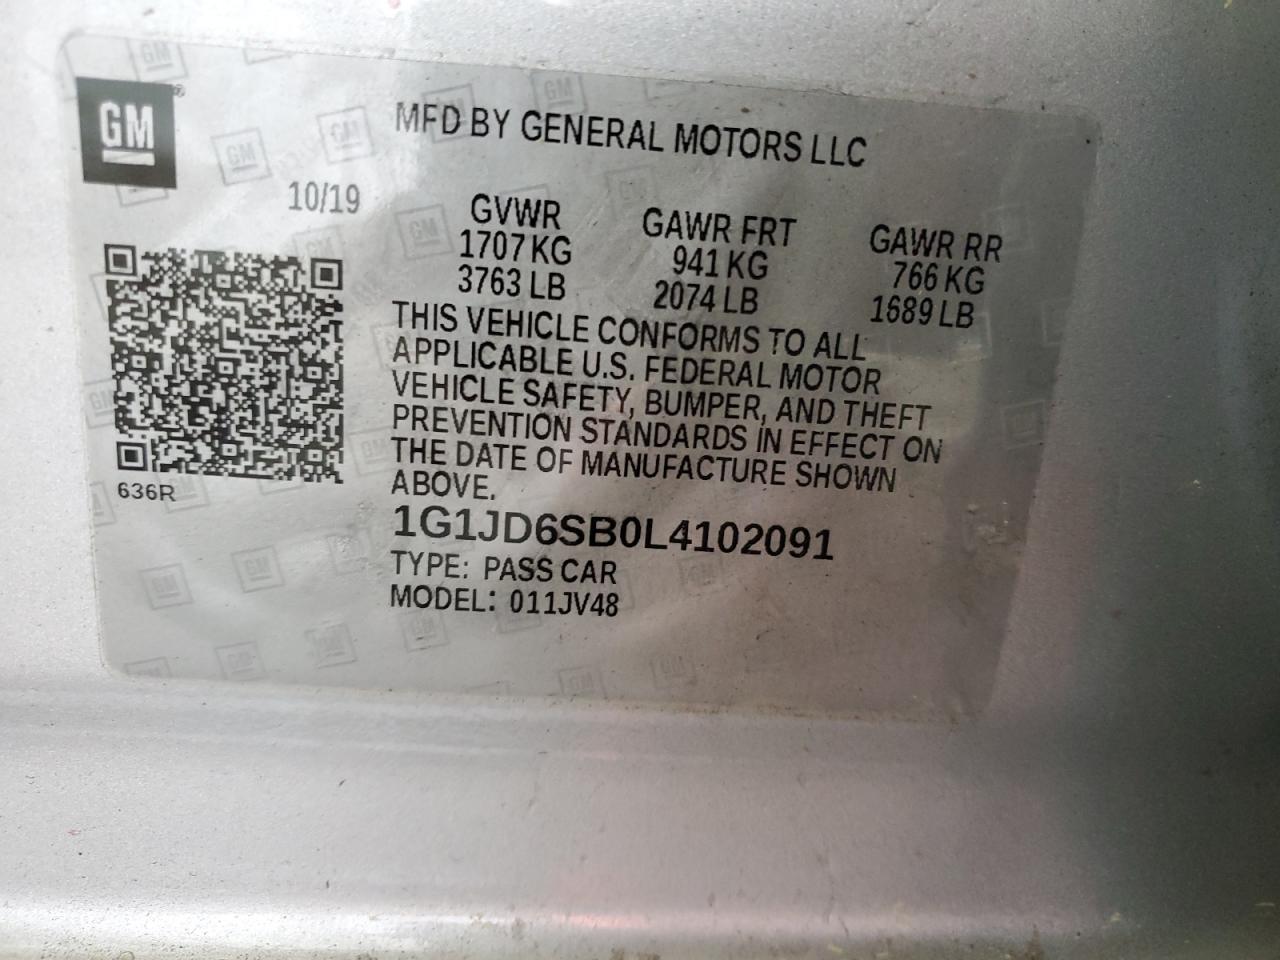 GM®
MFD BY GENERAL MOTORS LLC
10/19
GVWR GAWR FRT GAWR RR
1707 KG 941 KG 766 KG
3763 LB 2074 LB 1689 LB
THIS VEHICLE CONFORMS TO ALL
APPLICABLE U.S. FEDERAL MOTOR
VEHICLE SAFETY, BUMPER, AND THEFT
PREVENTION STANDARDS IN EFFECT ON
THE DATE OF MANUFACTURE SHOWN
ABOVE.
636R
1G1JD6SB0L4102091
TYPE: PASS CAR
MODEL: 011JV48